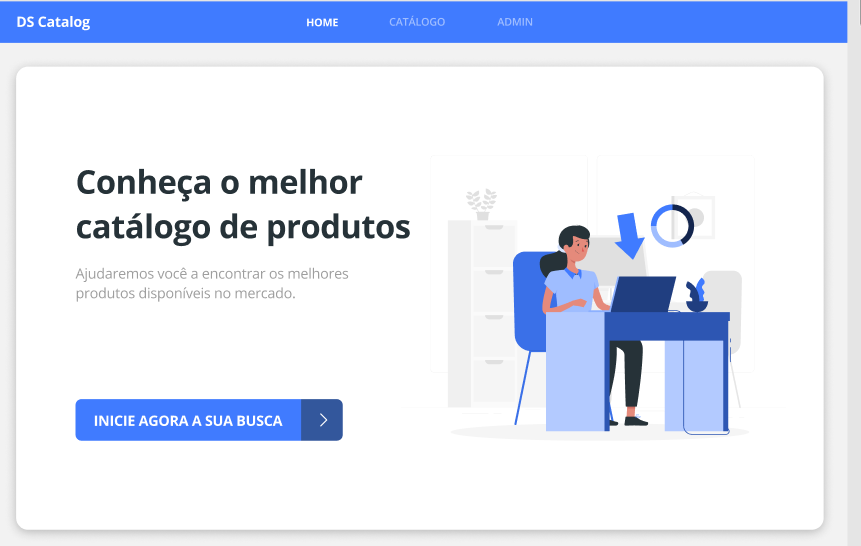 DS Catalog
HOME
CATÁLOGO
ADMIN
Conheça o melhor
catálogo de produtos
Ajudaremos você a encontrar os melhores
produtos disponíveis no mercado.
INICIE AGORA A SUA BUSCA